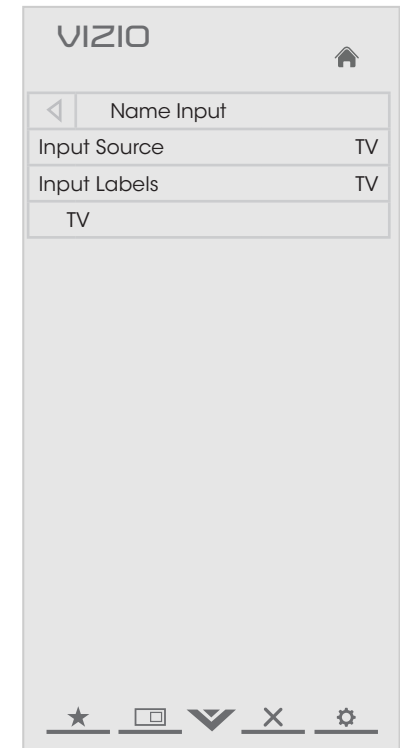 VIZIO
Name Input
Input Source TV
Input Labels TV
TV